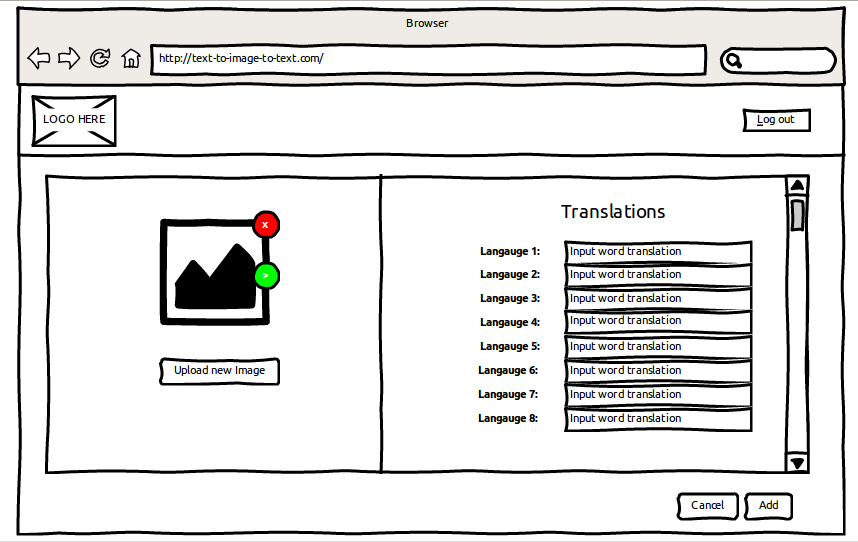 Browser
http://text-to-image-to-text.com/
LOGO HERE
Log out
x
>
Upload new Image
Translations
Langauge 1: Input word translation
Langauge 2: Input word translation
Langauge 3: Input word translation
Langauge 4: Input word translation
Langauge 5: Input word translation
Langauge 6: Input word translation
Langauge 7: Input word translation
Langauge 8: Input word translation
Cancel
Add